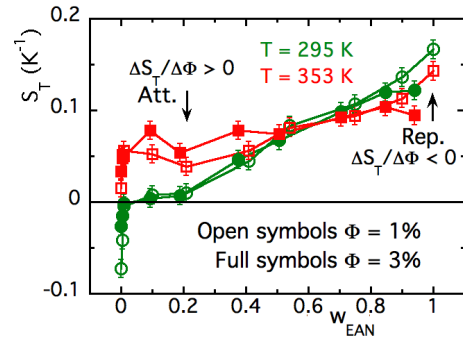 S_T (K⁻¹)
0.2
0.1
0
-0.1
ΔS_T/ΔΦ > 0
Att.
T = 295 K
T = 353 K
Rep.
ΔS_T/ΔΦ < 0
Open symbols Φ = 1%
Full symbols Φ = 3%
0 0.2 0.4 0.6 0.8 1
w_EAN